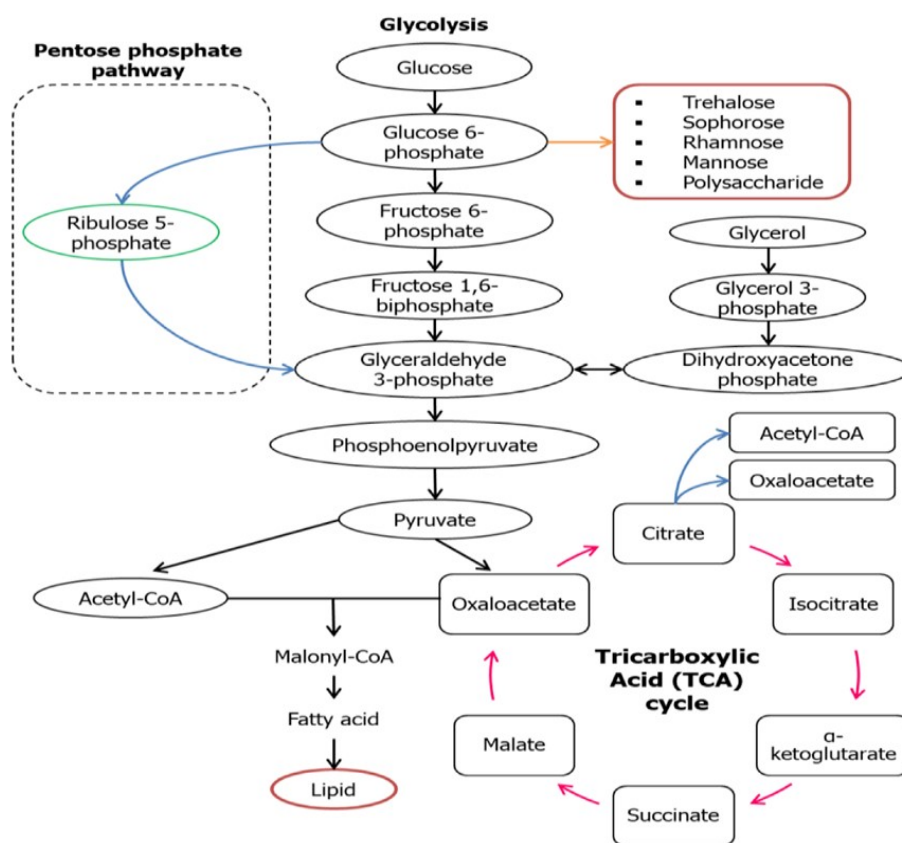 Glycolysis
Pentose phosphate
pathway
Glucose
Glucose 6-
phosphate
▪ Trehalose
▪ Sophorose
▪ Rhamnose
▪ Mannose
▪ Polysaccharide
Ribulose 5-
phosphate
Fructose 6-
phosphate
Glycerol
Fructose 1,6-
biphosphate
Glycerol 3-
phosphate
Glyceraldehyde
3-phosphate
Dihydroxyacetone
phosphate
Phosphoenolpyruvate
Acetyl-CoA
Oxaloacetate
Pyruvate
Citrate
Acetyl-CoA
Oxaloacetate
Isocitrate
Malonyl-CoA
Tricarboxylic
Acid (TCA)
cycle
Fatty acid
Malate
α-
ketoglutarate
Lipid
Succinate